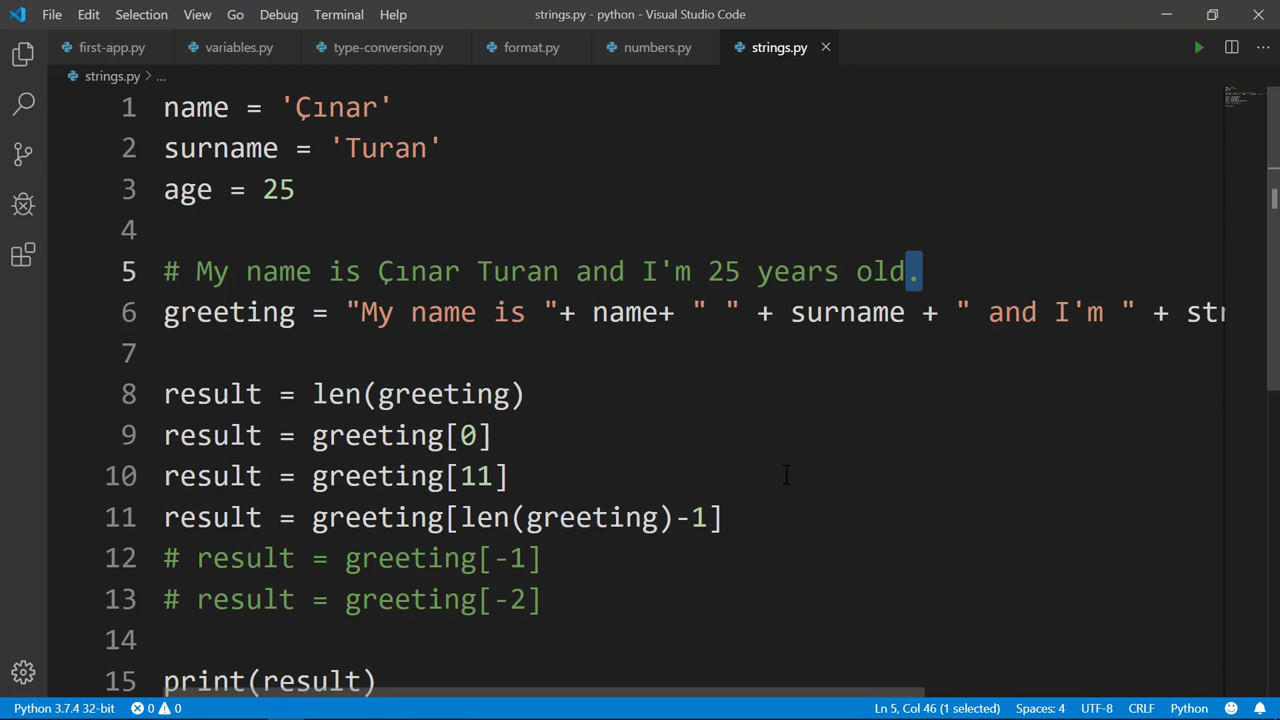 File Edit Selection View Go Debug Terminal Help strings.py - python - Visual Studio Code
first-app.py variables.py type-conversion.py format.py numbers.py strings.py
strings.py > ...
1 name = 'Çınar'
2 surname = 'Turan'
3 age = 25
4
5 # My name is Çınar Turan and I'm 25 years old.
6 greeting = "My name is "+ name+ " " + surname + " and I'm " + str
7
8 result = len(greeting)
9 result = greeting[0]
10 result = greeting[11]
11 result = greeting[len(greeting)-1]
12 # result = greeting[-1]
13 # result = greeting[-2]
14
15 print(result)
Python 3.7.4 32-bit 0 0 Ln 5, Col 46 (1 selected) Spaces: 4 UTF-8 CRLF Python